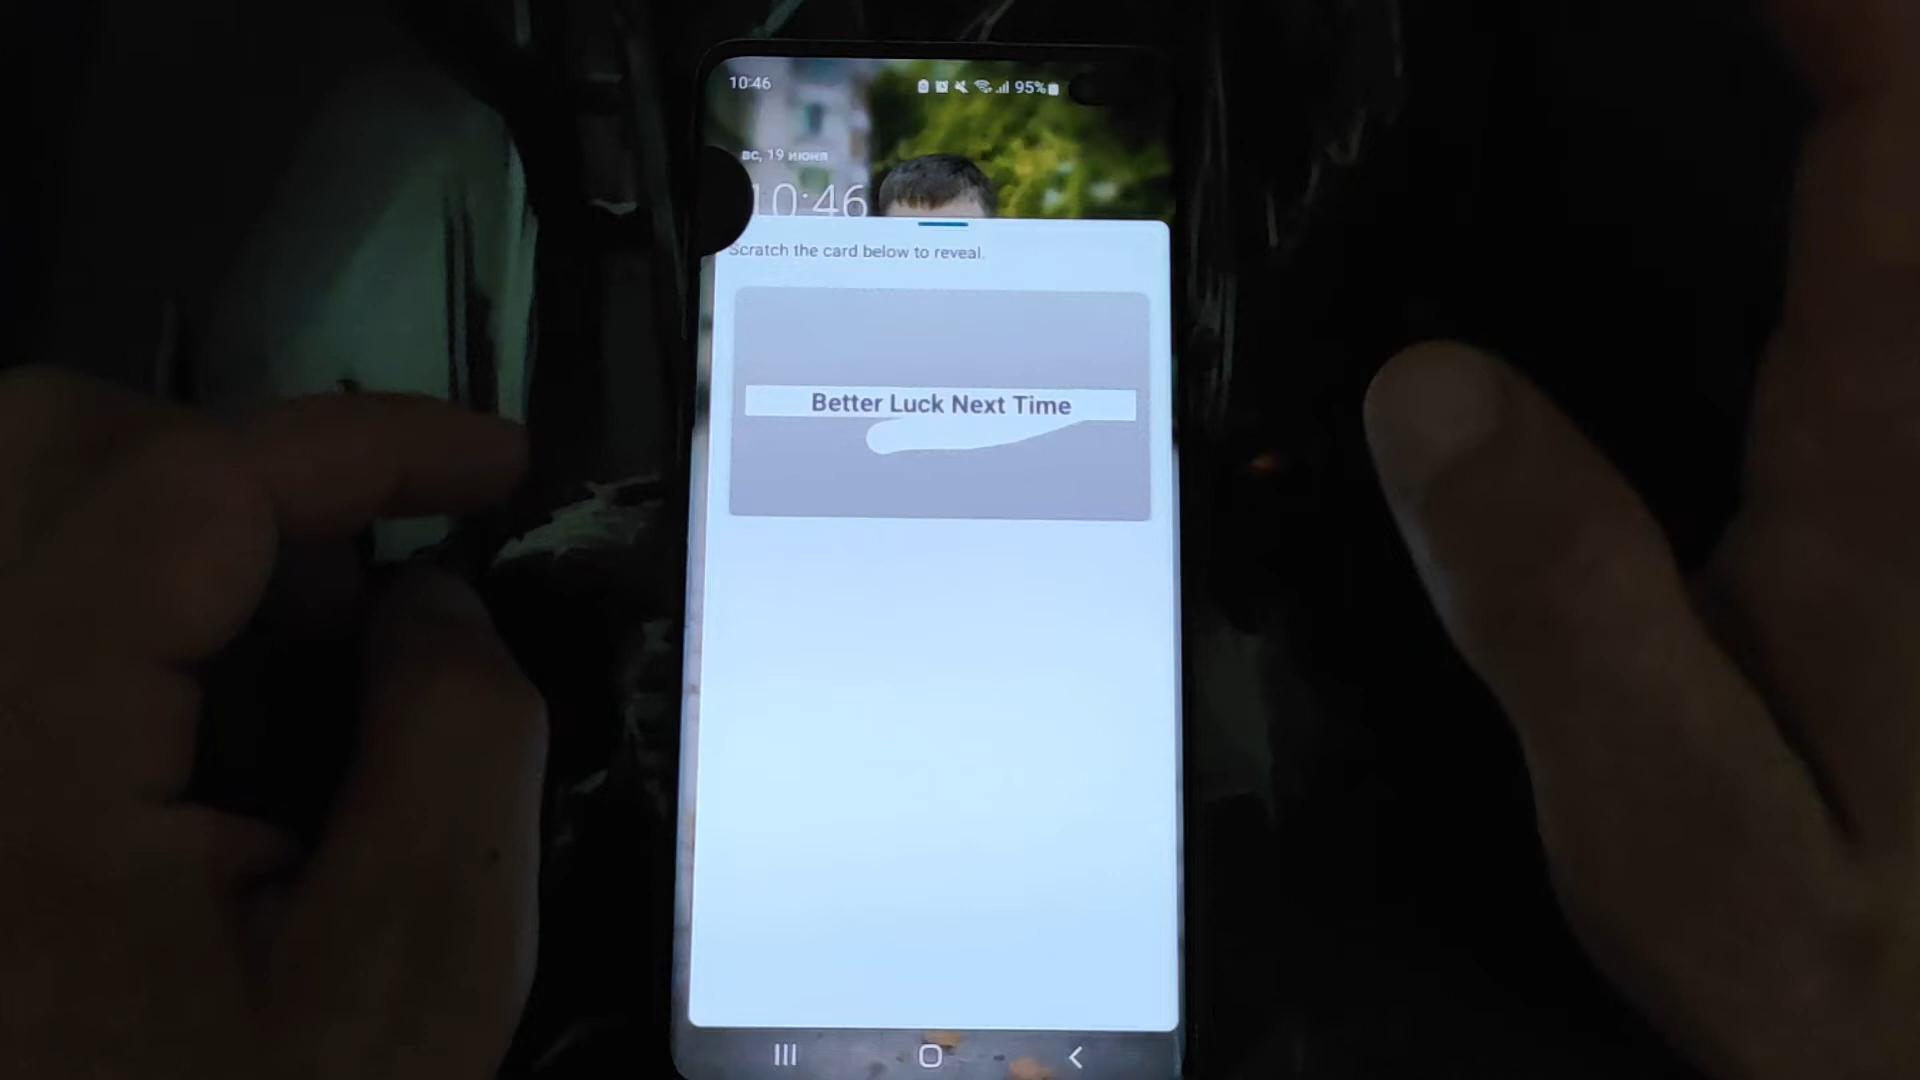 10:46
95%
вс, 19 июня
10:46
Scratch the card below to reveal.
Better Luck Next Time